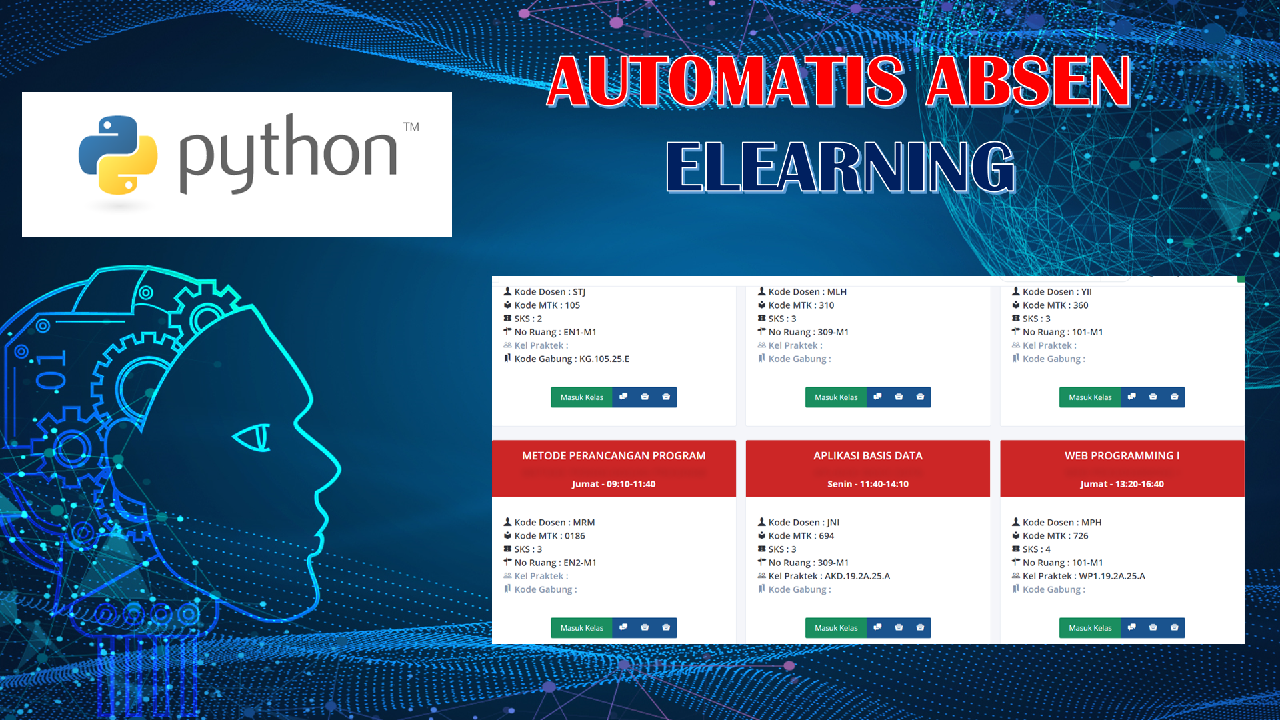 AUTOMATIS ABSEN
ELEARNING
python™
01
Kode Dosen : STJ
Kode MTK : 105
SKS : 2
No Ruang : EN1-M1
Kel Praktek :
Kode Gabung : KG.105.25.E
Masuk Kelas
Kode Dosen : MLH
Kode MTK : 310
SKS : 3
No Ruang : 309-M1
Kel Praktek :
Kode Gabung :
Masuk Kelas
Kode Dosen : YII
Kode MTK : 360
SKS : 3
No Ruang : 101-M1
Kel Praktek :
Kode Gabung :
Masuk Kelas
METODE PERANCANGAN PROGRAM
Jumat - 09:10-11:40
Kode Dosen : MRM
Kode MTK : 0186
SKS : 3
No Ruang : EN2-M1
Kel Praktek :
Kode Gabung :
Masuk Kelas
APLIKASI BASIS DATA
Senin - 11:40-14:10
Kode Dosen : JNI
Kode MTK : 694
SKS : 3
No Ruang : 309-M1
Kel Praktek : AKD.19.2A.25.A
Kode Gabung :
Masuk Kelas
WEB PROGRAMMING I
Jumat - 13:20-16:40
Kode Dosen : MPH
Kode MTK : 726
SKS : 4
No Ruang : 101-M1
Kel Praktek : WP1.19.2A.25.A
Kode Gabung :
Masuk Kelas